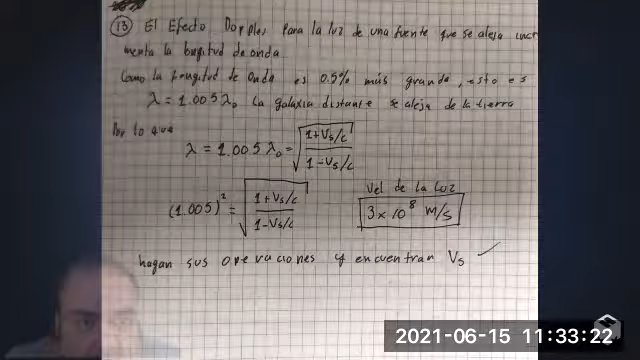 13 El Efecto Doppler para la luz de una fuente que se aleja incre
menta la longitud de onda
Como la longitud de Onda es 0.5% más grande, esto es
λ = 1.005 λ₀ La galaxia distante se aleja de la tierra
Por lo que
λ = 1.005 λ₀ = √((1+Vs/c)/(1-Vs/c))
(1.005)² = √((1+Vs/c)/(1-Vs/c))
Vel de la luz
3×10⁸ m/s
hagan sus operaciones y encuentran Vs ✓
2021-06-15 11:33:22